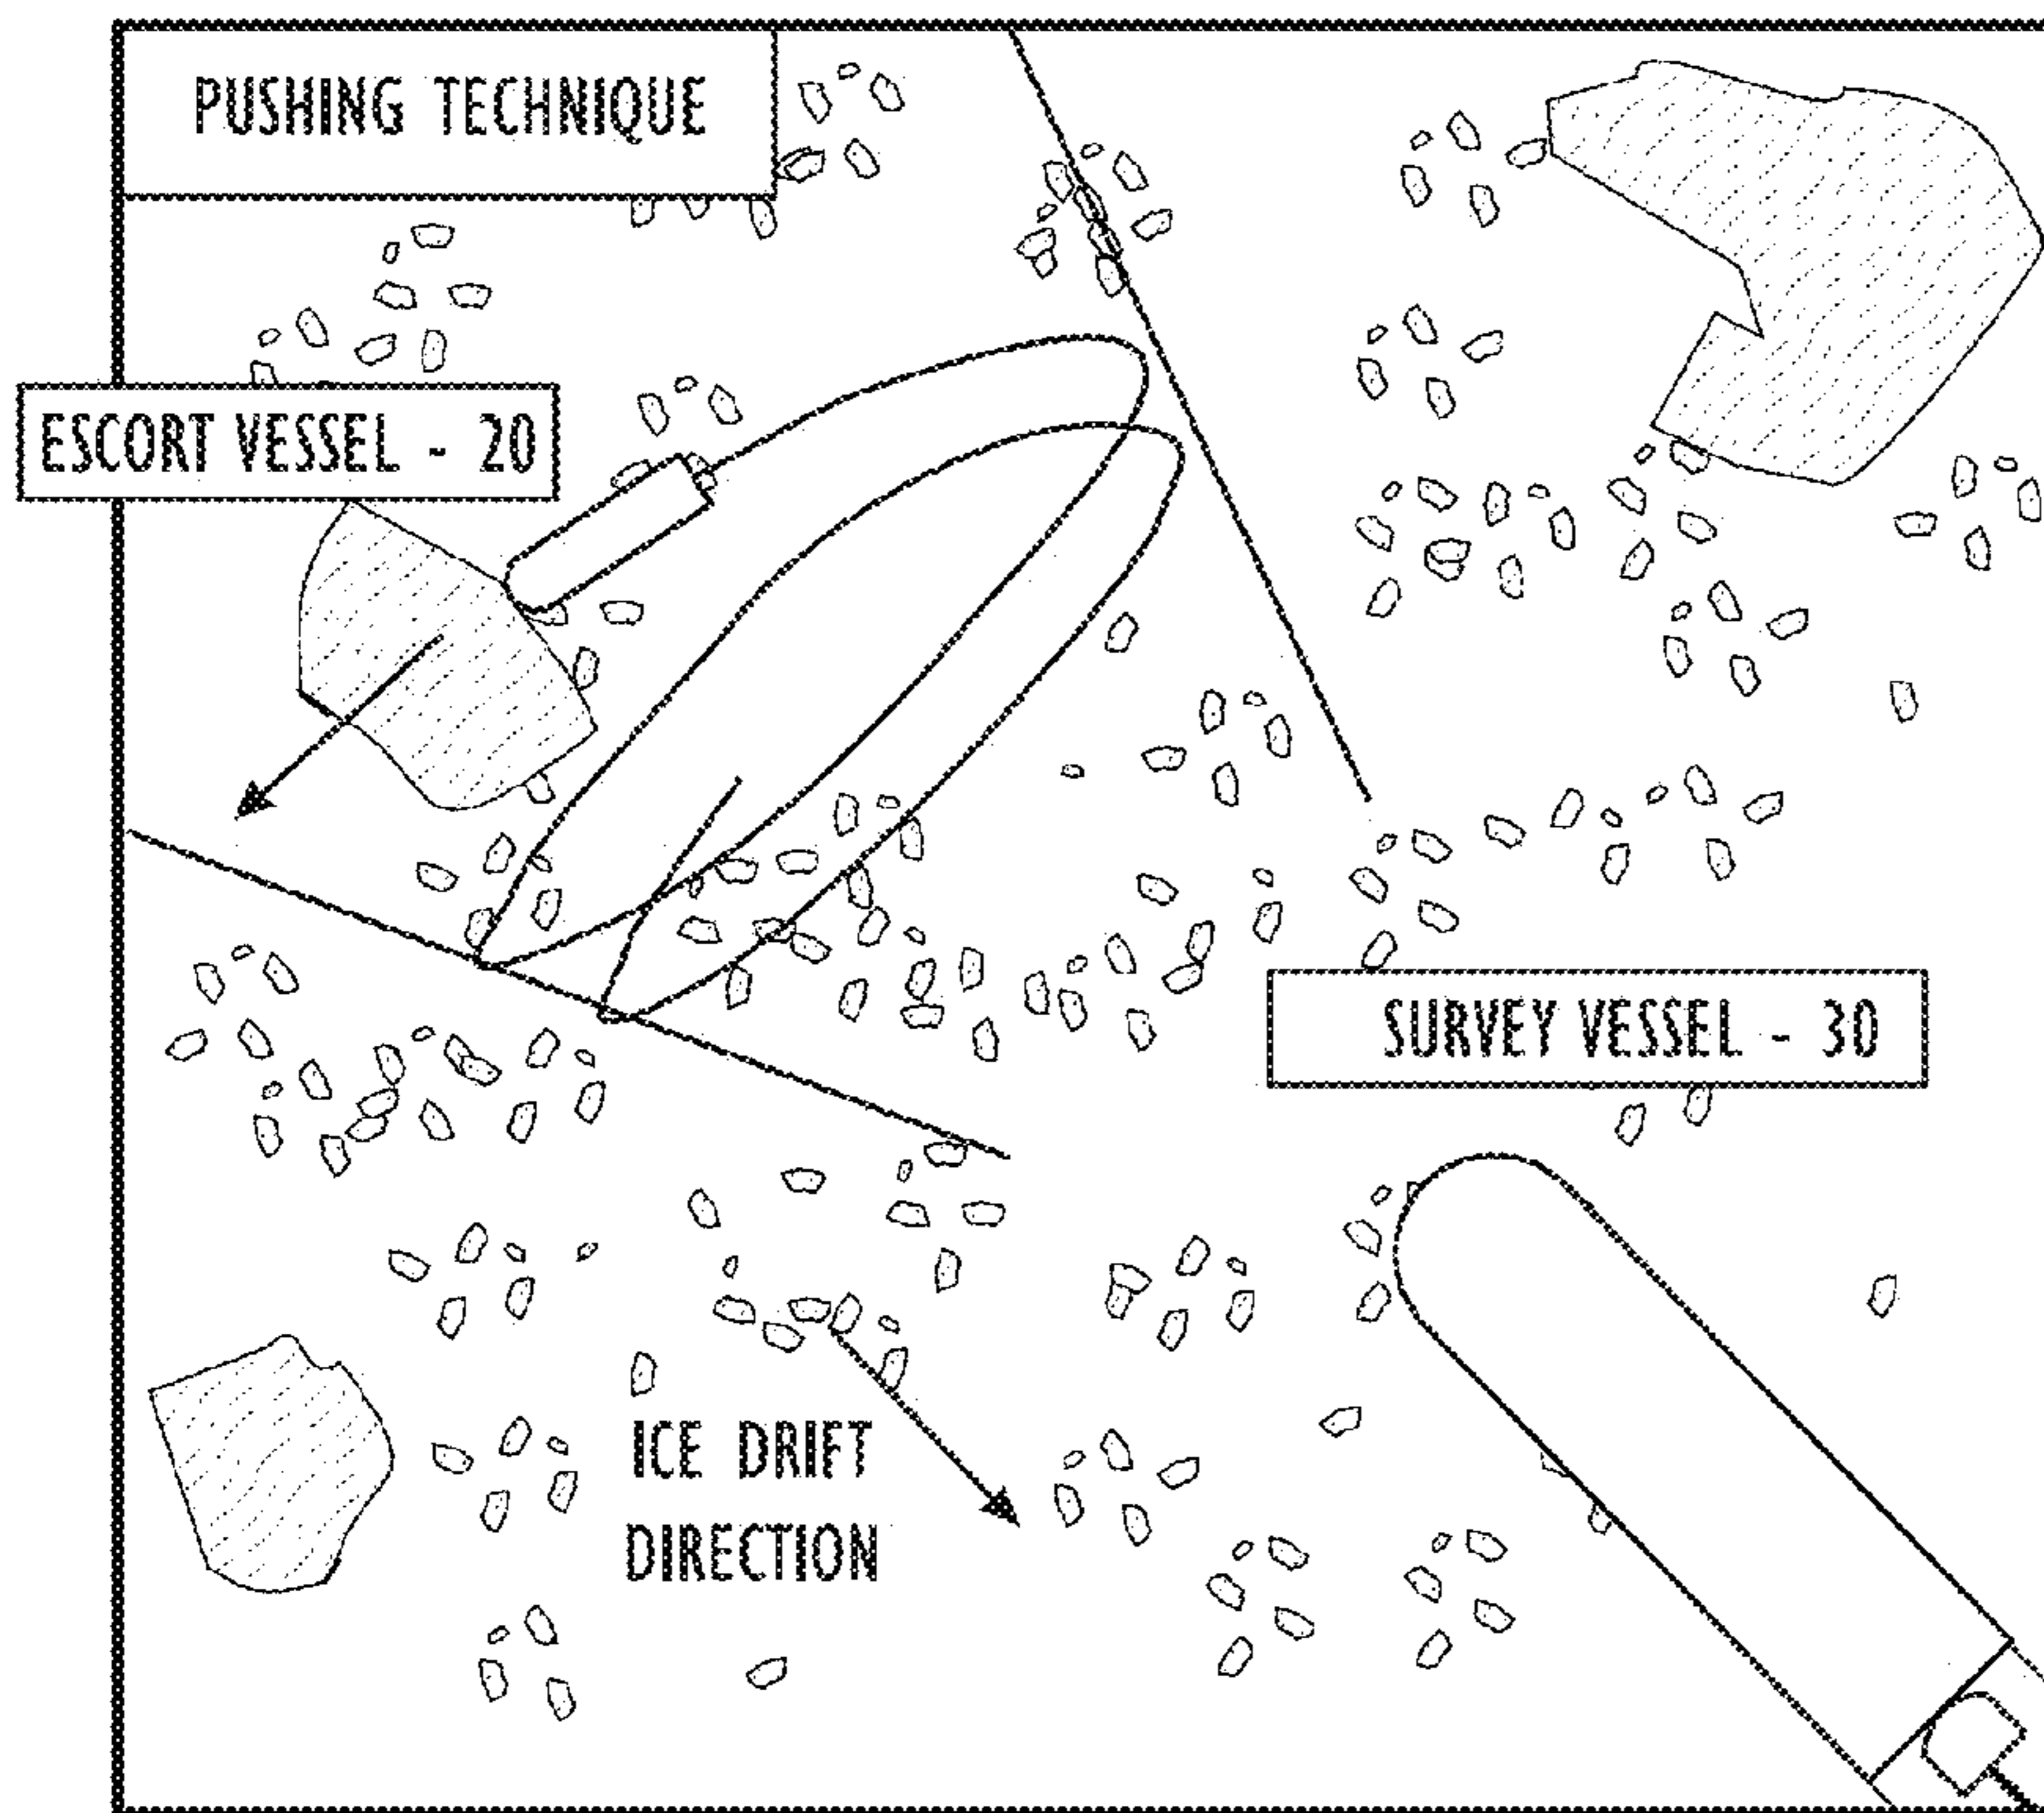 PUSHING TECHNIQUE
ESCORT VESSEL - 20
SURVEY VESSEL - 30
ICE DRIFT
DIRECTION